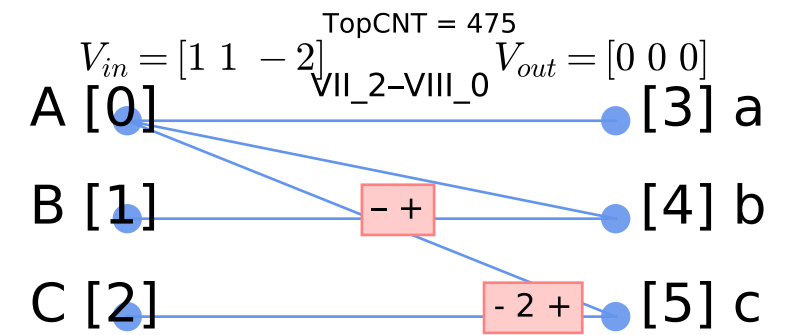 TopCNT = 475
V_in = [1 1 − 2] V_out = [0 0 0]
VII_2–VIII_0
A [0] [3] a
B [1] – + [4] b
C [2] - 2 + [5] c